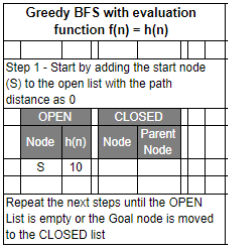 Greedy BFS with evaluation
function f(n) = h(n)
Step 1 - Start by adding the start node
(S) to the open list with the path
distance as 0
OPEN CLOSED
Node h(n) Node Parent Node
S 10
Repeat the next steps until the OPEN
List is empty or the Goal node is moved
to the CLOSED list